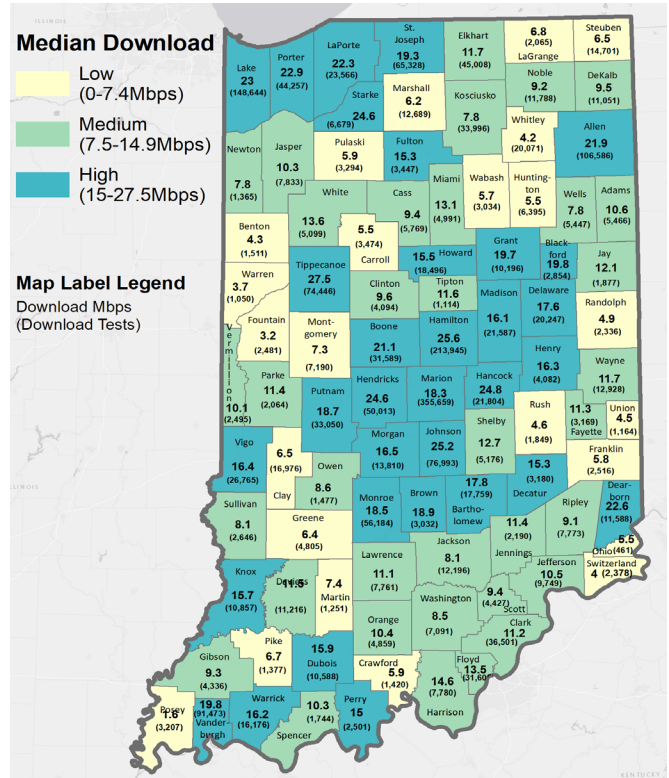 ILLINOIS
Median Download
Low
(0-7.4Mbps)
Medium
(7.5-14.9Mbps)
High
(15-27.5Mbps)
Map Label Legend
Download Mbps
(Download Tests)
Lake
23
(148,644)
Porter
22.9
(44,257)
LaPorte
22.3
(23,566)
St.
Joseph
19.3
(65,328)
Elkhart
11.7
(45,008)
6.8
(2,065)
LaGrange
Steuben
6.5
(14,701)
Noble
9.2
(11,788)
DeKalb
9.5
(11,051)
Starke
24.6
(6,679)
Marshall
6.2
(12,689)
Kosciusko
7.8
(33,996)
Whitley
4.2
(20,071)
Allen
21.9
(106,586)
Newton
7.8
(1,365)
Jasper
10.3
(7,833)
Pulaski
5.9
(3,294)
Fulton
15.3
(3,447)
Miami
13.1
(4,991)
Wabash
5.7
(3,034)
Hunting-
ton
5.5
(6,395)
Wells
7.8
(5,447)
Adams
10.6
(5,466)
White
13.6
(5,099)
Cass
9.4
(5,769)
Benton
4.3
(1,511)
5.5
(3,474)
Carroll
15.5 Howard
(18,496)
Grant
19.7
(10,196)
Black-
ford
19.8
(2,854)
Jay
12.1
(1,877)
Warren
3.7
(1,050)
Tippecanoe
27.5
(74,446)
Clinton
9.6
(4,094)
Tipton
11.6
(1,114)
Madison
16.1
(21,587)
Delaware
17.6
(20,247)
Randolph
4.9
(2,336)
Fountain
3.2
(2,481)
Mont-
gomery
7.3
(7,190)
Boone
21.1
(31,589)
Hamilton
25.6
(213,945)
Henry
16.3
(4,082)
Wayne
11.7
(12,928)
Vermillion
10.1
(2,495)
Parke
11.4
(2,064)
Putnam
18.7
(33,050)
Hendricks
24.6
(50,013)
Marion
18.3
(355,659)
Hancock
24.8
(21,804)
Rush
4.6
(1,849)
11.3
(3,169)
Fayette
Union
4.5
(1,164)
Vigo
16.4
(26,765)
6.5
(16,976)
Clay
Owen
8.6
(1,477)
Morgan
16.5
(13,810)
Johnson
25.2
(76,993)
Shelby
12.7
(5,176)
Franklin
5.8
(2,516)
ILLINOIS
Sullivan
8.1
(2,646)
Greene
6.4
(4,805)
Monroe
18.5
(56,184)
Brown
18.9
(3,032)
17.8
(17,759)
Bartho-
lomew
15.3
(3,180)
Decatur
Ripley
9.1
(7,773)
Dear-
born
22.6
(11,588)
Jackson
8.1
(12,196)
11.4
(2,190)
Jennings
5.5
Ohio (461)
Switzerland
4 (2,378)
Lawrence
11.1
(7,761)
Jefferson
10.5
(9,749)
Knox
15.7
(10,857)
Daviess
11.5
(11,216)
7.4
Martin
(1,251)
Orange
10.4
(4,859)
Washington
8.5
(7,091)
9.4
(4,427)
Scott
Clark
11.2
(36,501)
Gibson
9.3
(4,336)
Pike
6.7
(1,377)
15.9
Dubois
(10,588)
Crawford
5.9
(1,420)
Floyd
13.5
14.6
(7,780)
Harrison
Posey
1.6
(3,207)
19.8
(91,473)
Vander-
burgh
Warrick
16.2
(16,176)
10.3
(1,744)
Spencer
Perry
15
(2,501)
KENTUCKY